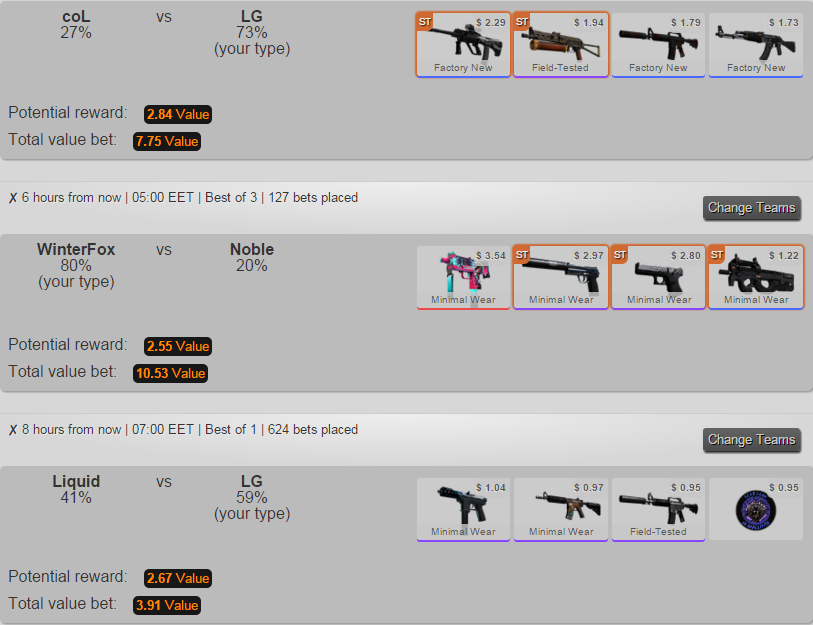 coL vs LG
27% 73%
(your type)
ST $ 2.29 ST $ 1.94 $ 1.79 $ 1.73
Factory New Field-Tested Factory New Factory New
Potential reward: 2.84 Value
Total value bet: 7.75 Value
✗ 6 hours from now | 05:00 EET | Best of 3 | 127 bets placed
Change Teams
WinterFox vs Noble
80% 20%
(your type)
$ 3.54 ST $ 2.97 ST $ 2.80 ST $ 1.22
Minimal Wear Minimal Wear Minimal Wear Minimal Wear
Potential reward: 2.55 Value
Total value bet: 10.53 Value
✗ 8 hours from now | 07:00 EET | Best of 1 | 624 bets placed
Change Teams
Liquid vs LG
41% 59%
(your type)
$ 1.04 $ 0.97 $ 0.95 $ 0.95
Minimal Wear Minimal Wear Field-Tested
Potential reward: 2.67 Value
Total value bet: 3.91 Value